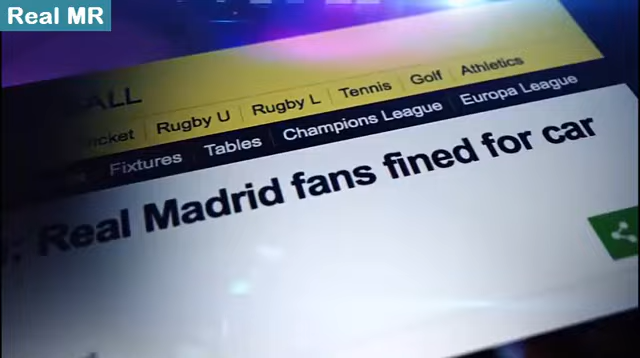 Real MR
ALL
cket Rugby U Rugby L Tennis Golf Athletics
Fixtures Tables Champions League Europa League
: Real Madrid fans fined for car